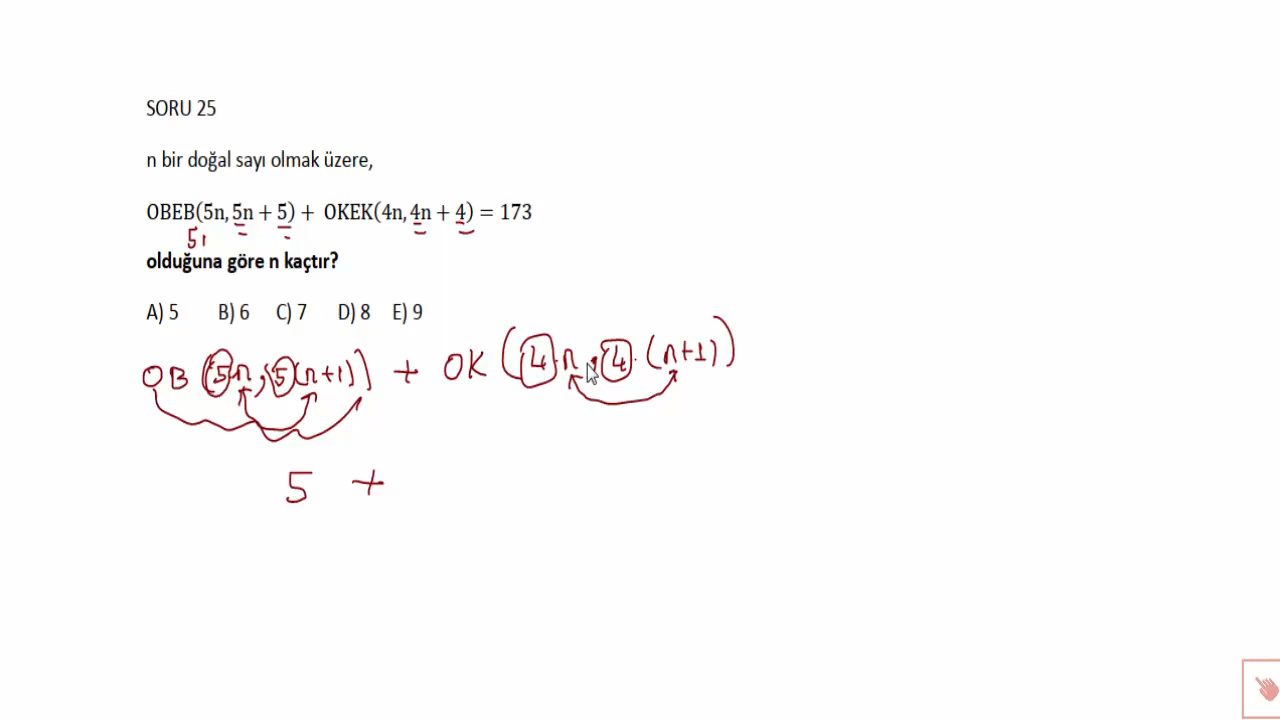 SORU 25
n bir doğal sayı olmak üzere,
OBEB(5n, 5n + 5) + OKEK(4n, 4n + 4) = 173
5
olduğuna göre n kaçtır?
A) 5 B) 6 C) 7 D) 8 E) 9
OB (5n, 5(n+1)) + OK (4·n, 4·(n+1))
5 +